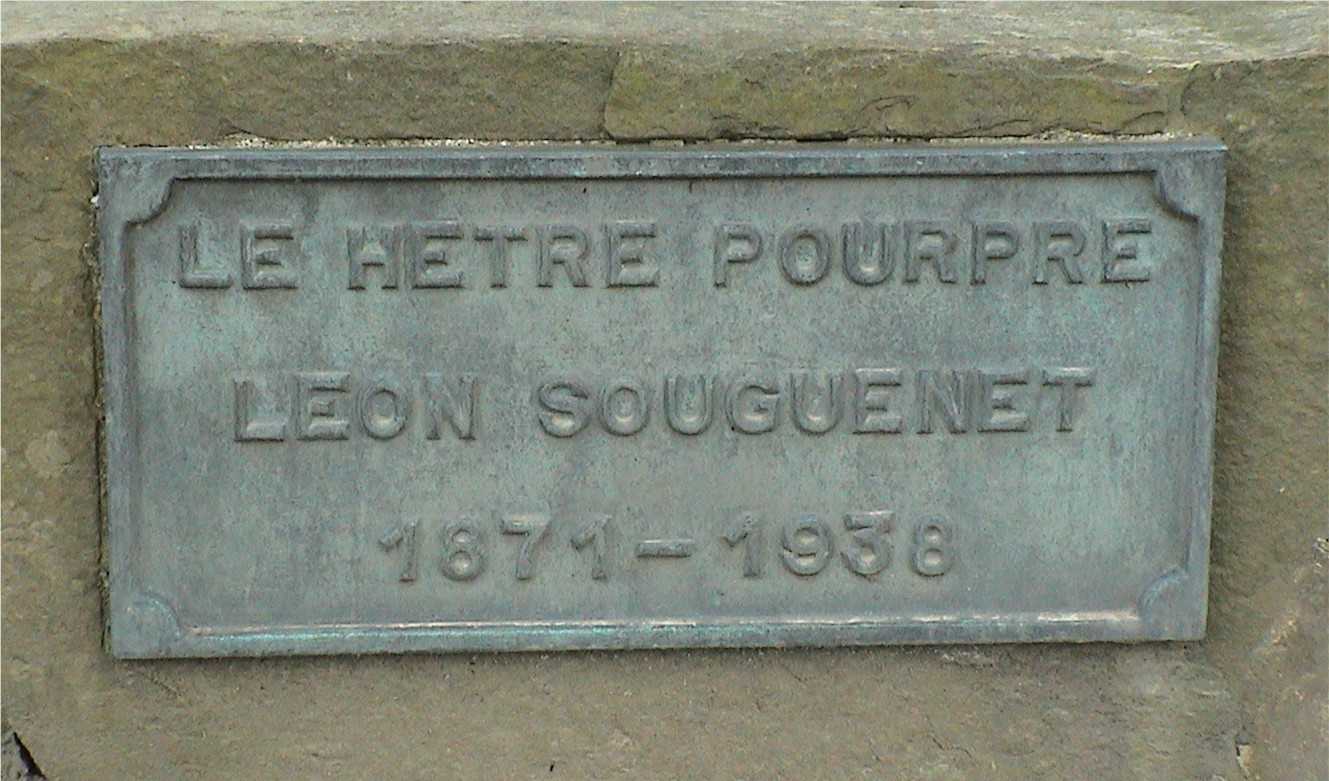 LE HETRE POURPRE
LEON SOUGUENET
1871-1938